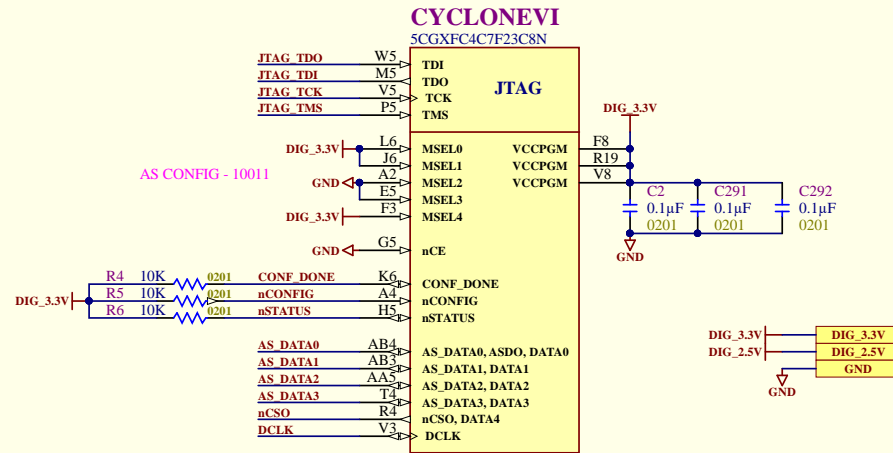 CYCLONEVI
5CGXFC4C7F23C8N
JTAG
JTAG_TDO W5 TDI
JTAG_TDI M5 TDO
JTAG_TCK V5 TCK
JTAG_TMS P5 TMS
DIG_3.3V
DIG_3.3V L6 MSEL0 VCCPGM F8
J6 MSEL1 VCCPGM R19
AS CONFIG - 10011
GND A2 MSEL2 VCCPGM V8
E5 MSEL3
DIG_3.3V F3 MSEL4
C2 C291 C292
0.1µF 0.1µF 0.1µF
0201 0201 0201
GND
GND G5 nCE
R4 10K 0201 CONF_DONE K6 CONF_DONE
DIG_3.3V R5 10K 0201 nCONFIG A4 nCONFIG
R6 10K 0201 nSTATUS H5 nSTATUS
AS_DATA0 AB4 AS_DATA0, ASDO, DATA0
AS_DATA1 AB3 AS_DATA1, DATA1
AS_DATA2 AA5 AS_DATA2, DATA2
AS_DATA3 T4 AS_DATA3, DATA3
nCSO R4 nCSO, DATA4
DCLK V3 DCLK
DIG_3.3V DIG_3.3V
DIG_2.5V DIG_2.5V
GND
GND